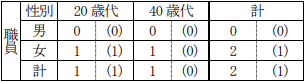 職員 性別 20歳代 40歳代 計
男 0 (0) 0 (0) 0 (0)
女 1 (1) 1 (0) 2 (1)
計 1 (1) 1 (0) 2 (1)